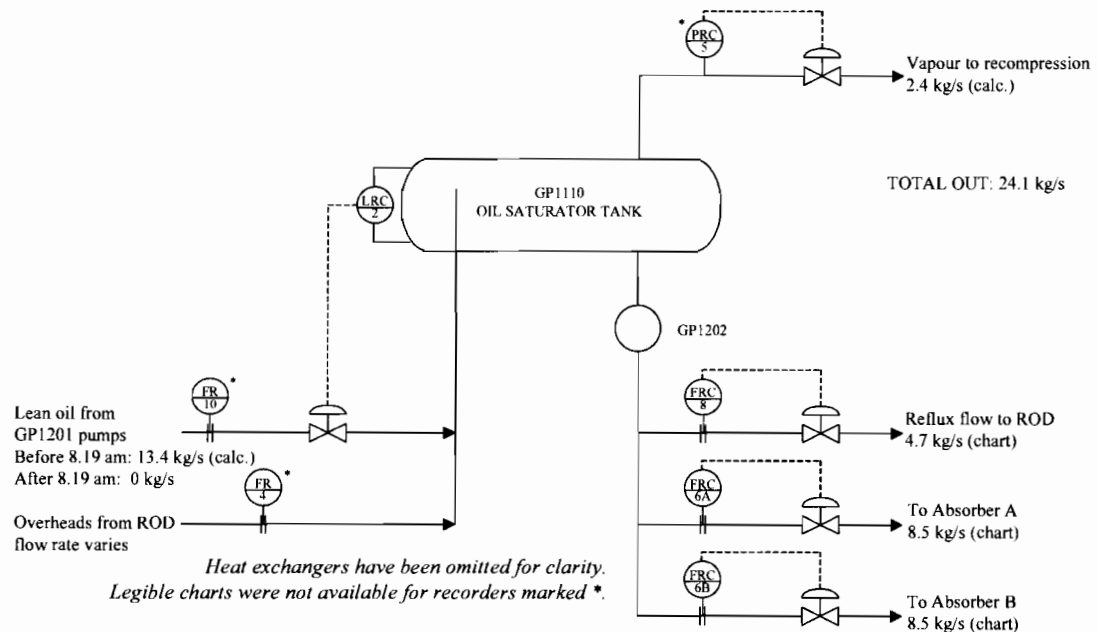 *
PRC
5
Vapour to recompression
2.4 kg/s (calc.)
TOTAL OUT: 24.1 kg/s
GP1110
OIL SATURATOR TANK
LRC
2
GP1202
FR
10
*
Lean oil from
GP1201 pumps
Before 8.19 am: 13.4 kg/s (calc.)
After 8.19 am: 0 kg/s
FR
4
*
Overheads from ROD
flow rate varies
FRC
8
Reflux flow to ROD
4.7 kg/s (chart)
FRC
6A
To Absorber A
8.5 kg/s (chart)
FRC
6B
To Absorber B
8.5 kg/s (chart)
Heat exchangers have been omitted for clarity.
Legible charts were not available for recorders marked *.